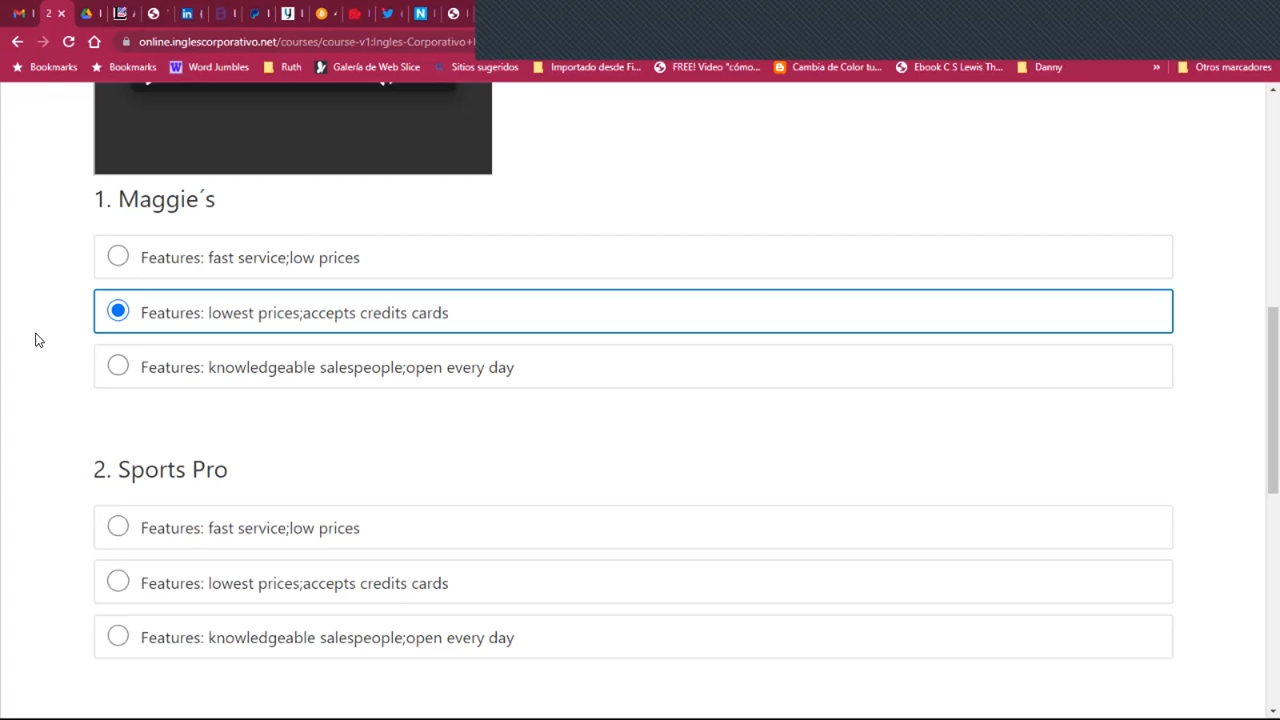 2
online.inglescorporativo.net/courses/course-v1:Ingles-Corporativo+
Bookmarks Bookmarks Word Jumbles Ruth Galería de Web Slice Sitios sugeridos Importado desde Fi... FREE! Video "cómo... Cambia de Color tu... Ebook C S Lewis Th... Danny » Otros marcadores
1. Maggie´s
Features: fast service;low prices
Features: lowest prices;accepts credits cards
Features: knowledgeable salespeople;open every day
2. Sports Pro
Features: fast service;low prices
Features: lowest prices;accepts credits cards
Features: knowledgeable salespeople;open every day